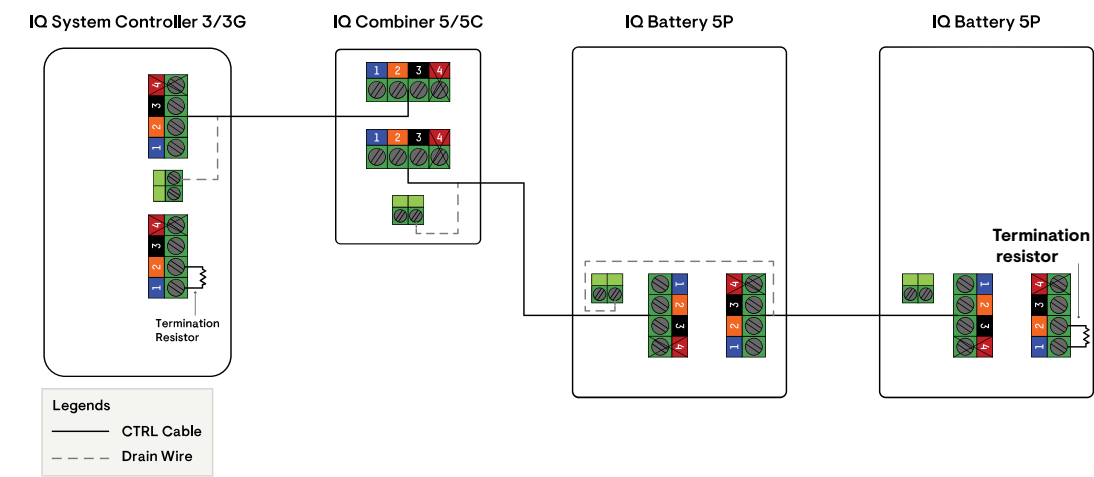 IQ System Controller 3/3G
IQ Combiner 5/5C
IQ Battery 5P
IQ Battery 5P
4
3
2
1
4
3
2
1
Termination
Resistor
1 2 3 4
1 2 3 4
1
2
3
4
4
3
2
1
1
2
3
4
4
3
2
1
Termination
resistor
Legends
CTRL Cable
Drain Wire